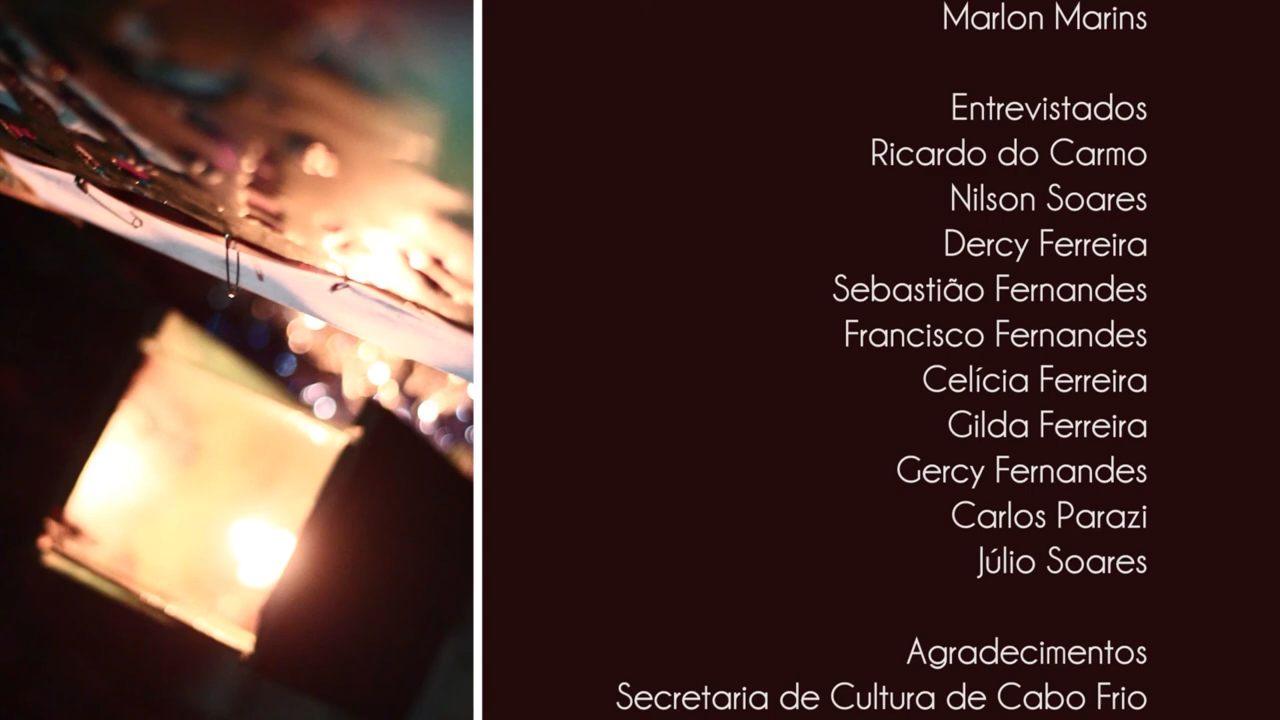 Marlon Marins
Entrevistados
Ricardo do Carmo
Nilson Soares
Dercy Ferreira
Sebastião Fernandes
Francisco Fernandes
Celícia Ferreira
Gilda Ferreira
Gercy Fernandes
Carlos Parazi
Júlio Soares
Agradecimentos
Secretaria de Cultura de Cabo Frio